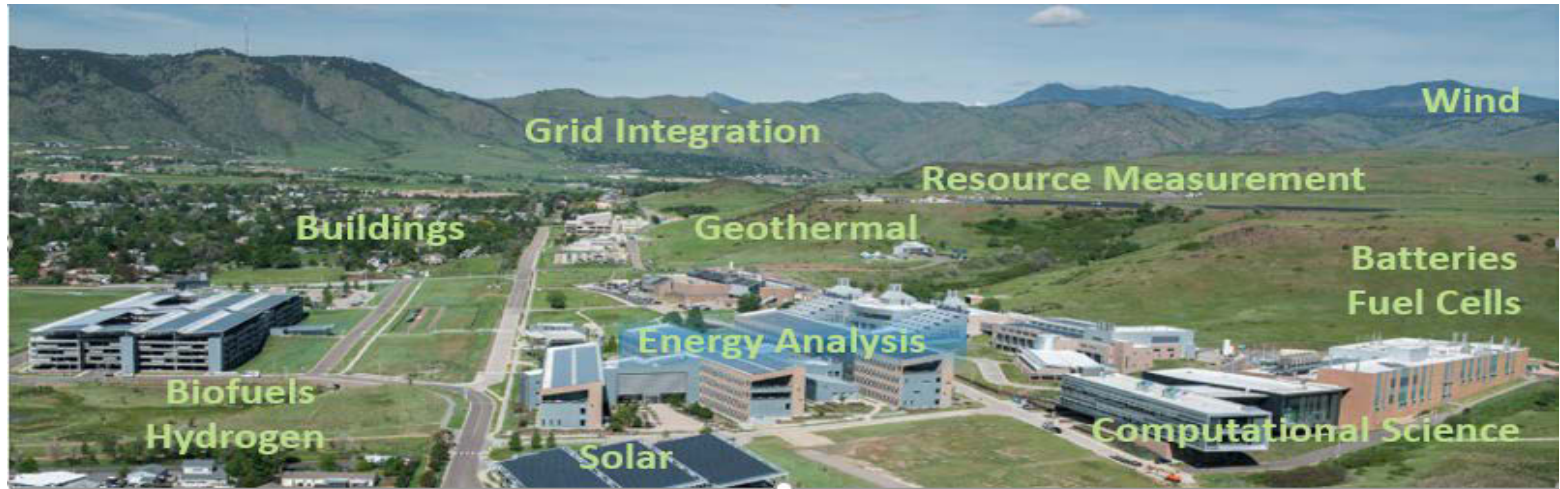 Wind
Grid Integration
Resource Measurement
Buildings
Geothermal
Batteries
Fuel Cells
Energy Analysis
Biofuels
Hydrogen
Computational Science
Solar